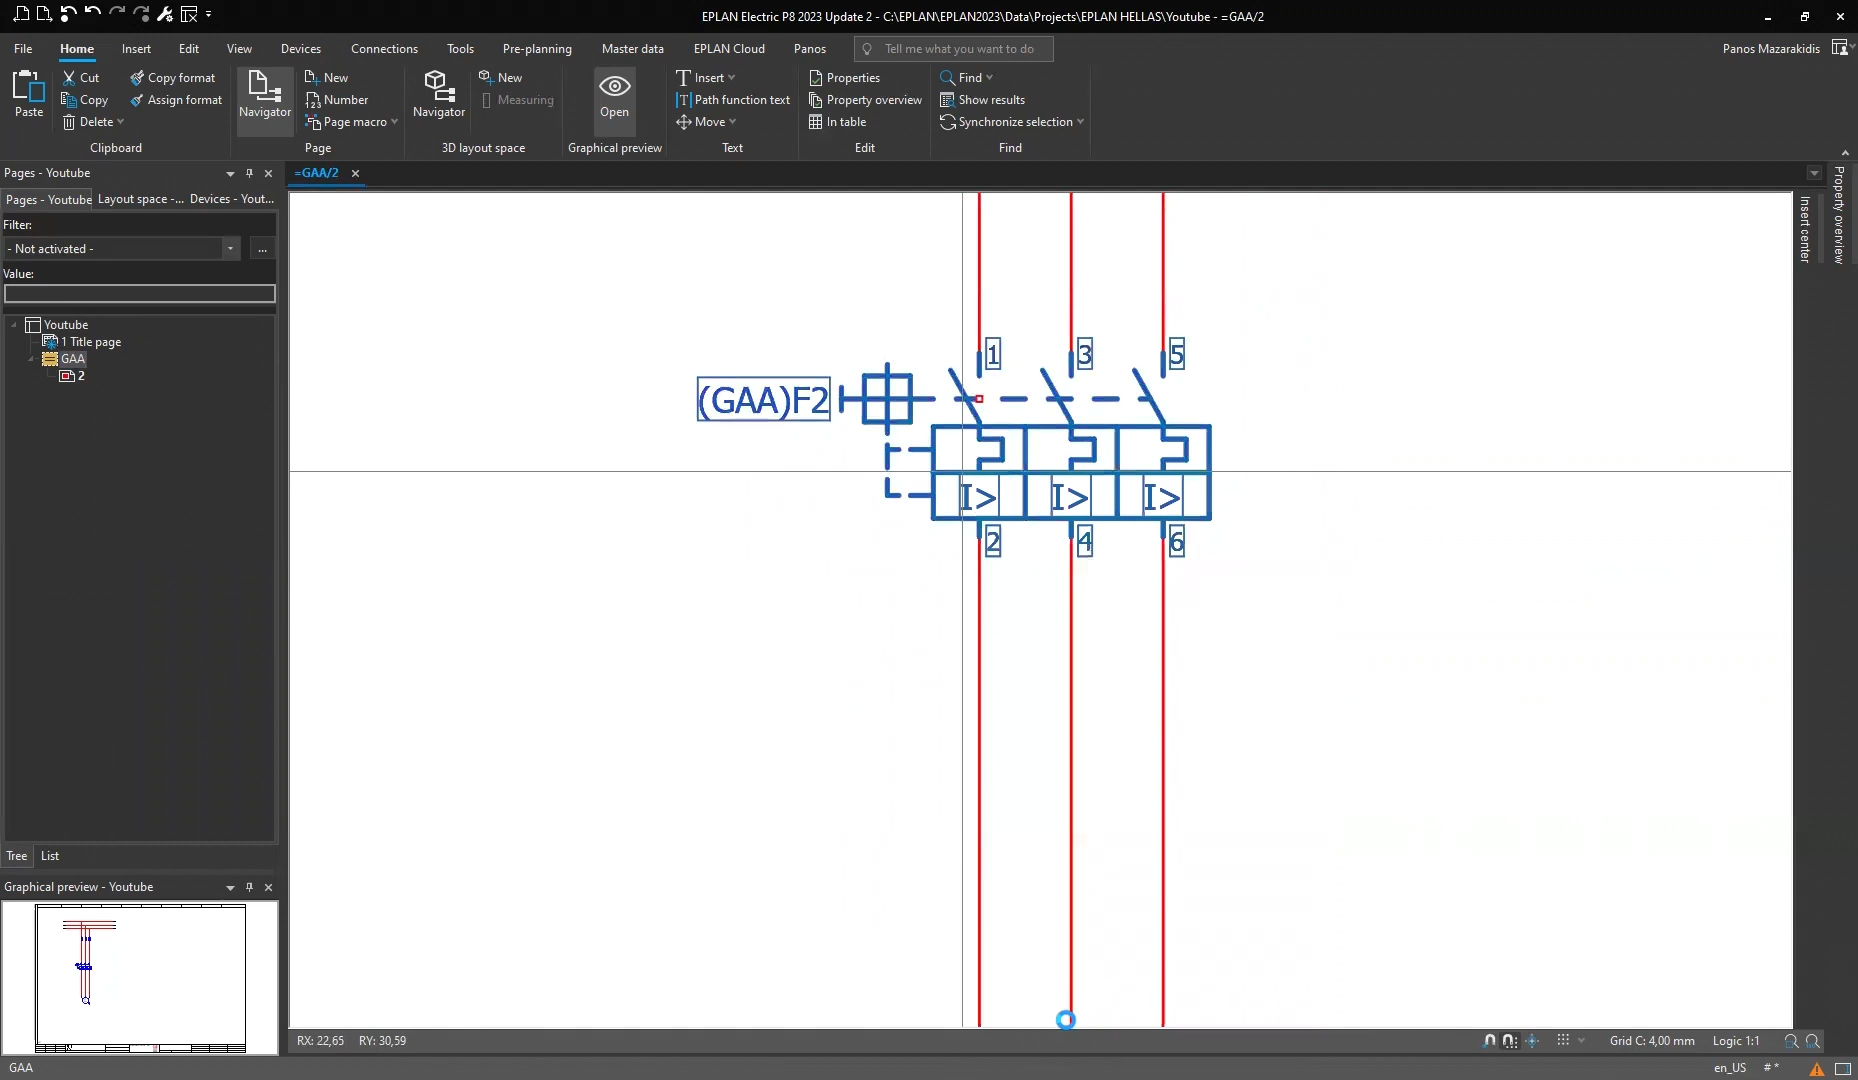 EPLAN Electric P8 2023 Update 2 - C:\EPLAN\EPLAN2023\Data\Projects\EPLAN HELLAS\Youtube - =GAA/2
File Home Insert Edit View Devices Connections Tools Pre-planning Master data EPLAN Cloud Panos Tell me what you want to do Panos Mazarakidis
Paste Cut Copy Delete Copy format Assign format
Clipboard
Navigator New Number Page macro
Page
Navigator New Measuring
3D layout space
Open
Graphical preview
Insert Path function text Move
Text
Properties Property overview In table
Edit
Find Show results Synchronize selection
Find
Pages - Youtube
Pages - Youtube Layout space -... Devices - Yout...
Filter:
- Not activated -
...
Value:
Youtube
1 Title page
GAA
2
Tree List
Graphical preview - Youtube
=GAA/2
1 3 5
(GAA)F2
I> I> I>
2 4 6
Insert center
Property overview
RX: 22,65 RY: 30,59
Grid C: 4,00 mm Logic 1:1
GAA
en_US # *